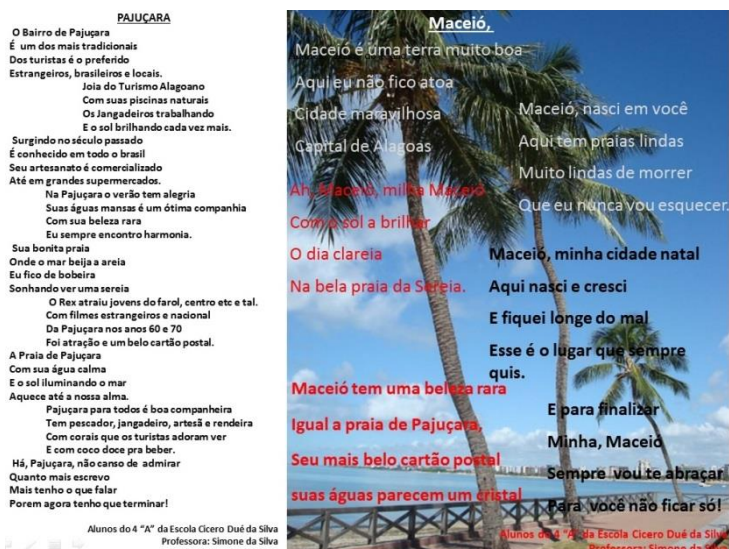 PAJUÇARA
O Bairro de Pajuçara
É um dos mais tradicionais
Dos turistas é o preferido
Estrangeiros, brasileiros e locais.
Joia do Turismo Alagoano
Com suas piscinas naturais
Os Jangadeiros trabalhando
E o sol brilhando cada vez mais.
Surgindo no século passado
É conhecido em todo o brasil
Seu artesanato é comercializado
Até em grandes supermercados.
Na Pajuçara o verão tem alegria
Suas águas mansas é um ótima companhia
Com sua beleza rara
Eu sempre encontro harmonia.
Sua bonita praia
Onde o mar beija a areia
Eu fico de bobeira
Sonhando ver uma sereia
O Rex atraiu jovens do farol, centro etc e tal.
Com filmes estrangeiros e nacional
Da Pajuçara nos anos 60 e 70
Foi atração e um belo cartão postal.
A Praia de Pajuçara
Com sua água calma
E o sol iluminando o mar
Aquece até a nossa alma.
Pajuçara para todos é boa companheira
Tem pescador, jangadeiro, artesã e rendeira
Com corais que os turistas adoram ver
E com coco doce pra beber.
Há, Pajuçara, não canso de admirar
Quanto mais escrevo
Mais tenho o que falar
Porem agora tenho que terminar!
Alunos do 4 “A” da Escola Cicero Dué da Silva
Professora: Simone da Silva
Maceió,
Maceió é uma terra muito boa
Aqui eu não fico atoa
Cidade maravilhosa
Capital de Alagoas
Maceió, nasci em você
Aqui tem praias lindas
Muito lindas de morrer
Que eu nunca vou esquecer.
Ah, Maceió, milha Maceió
Com o sol a brilhar
O dia clareia
Na bela praia da Sereia.
Maceió, minha cidade natal
Aqui nasci e cresci
E fiquei longe do mal
Esse é o lugar que sempre
quis.
Maceió tem uma beleza rara
Igual a praia de Pajuçara,
Seu mais belo cartão postal
suas águas parecem um cristal
E para finalizar
Minha, Maceió
Sempre vou te abraçar
Para você não ficar só!
Alunos do 4 “A” da Escola Cicero Dué da Silva
Professora: Simone da Silva